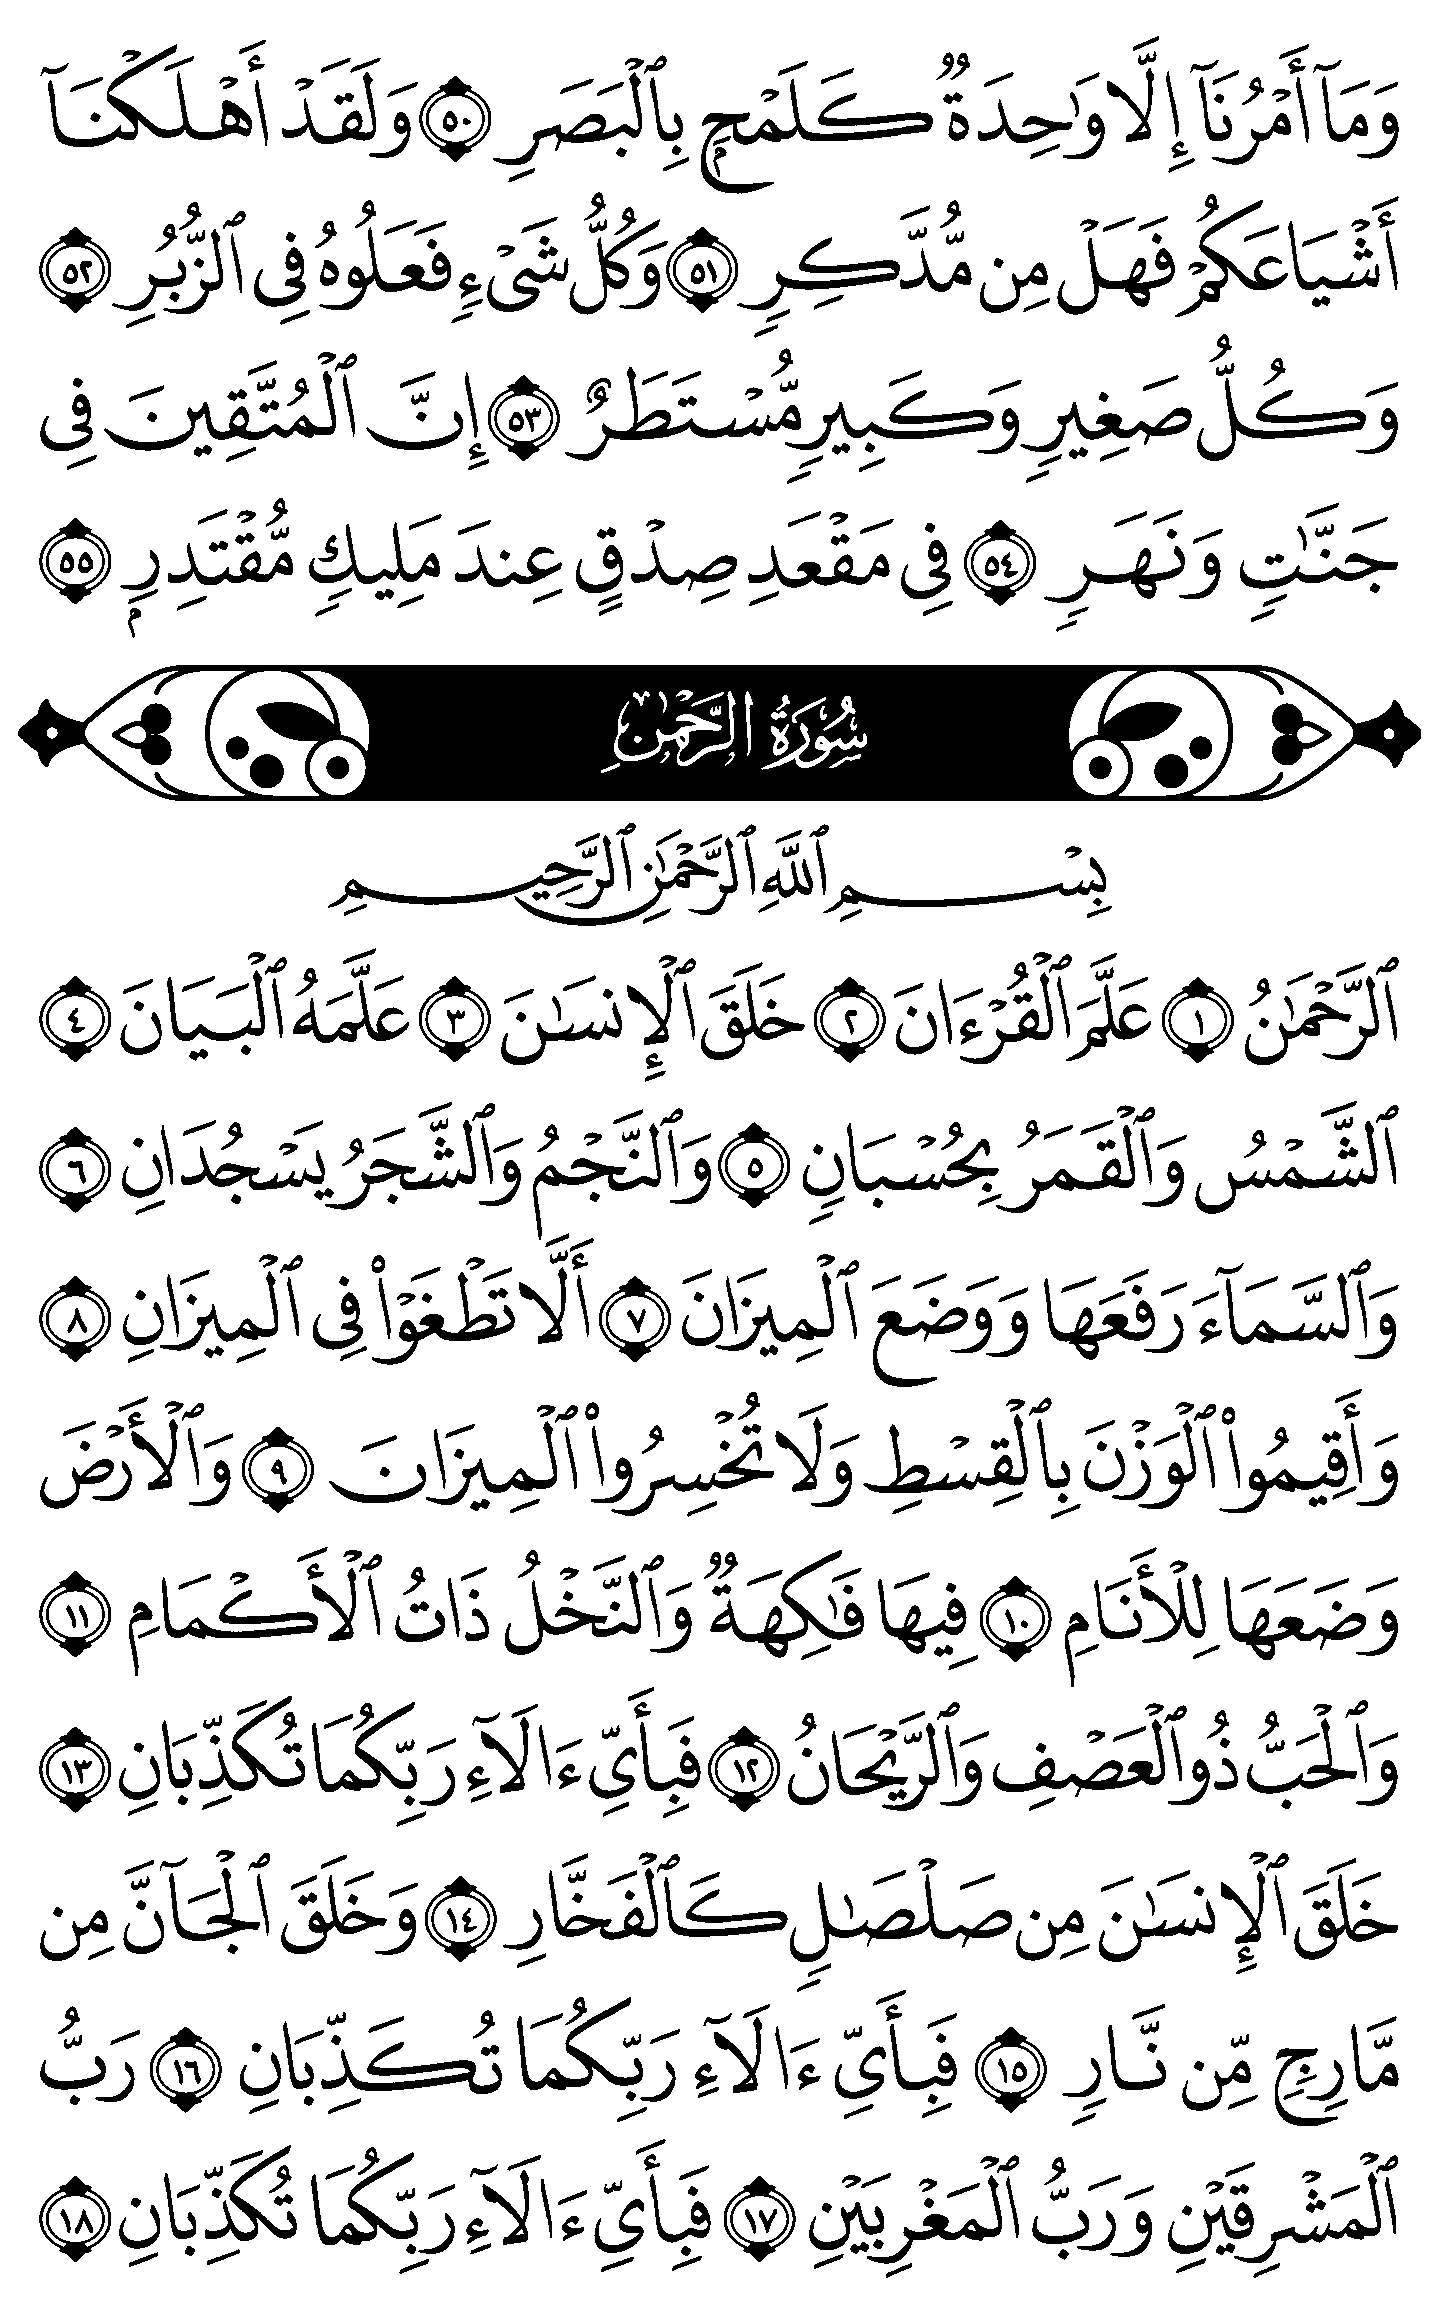 وَمَآ أَمْرُنَآ إِلَّا وَٰحِدَةٌ كَلَمْحٍۭ بِٱلْبَصَرِ ٥٠ وَلَقَدْ أَهْلَكْنَآ
أَشْيَاعَكُمْ فَهَلْ مِن مُّدَّكِرٍ ٥١ وَكُلُّ شَىْءٍ فَعَلُوهُ فِى ٱلزُّبُرِ ٥٢
وَكُلُّ صَغِيرٍ وَكَبِيرٍ مُّسْتَطَرٌ ٥٣ إِنَّ ٱلْمُتَّقِينَ فِى
جَنَّٰتٍ وَنَهَرٍ ٥٤ فِى مَقْعَدِ صِدْقٍ عِندَ مَلِيكٍ مُّقْتَدِرٍۭ ٥٥
سُورَةُ الرَّحْمَٰنِ
بِسْمِ ٱللَّهِ ٱلرَّحْمَٰنِ ٱلرَّحِيمِ
ٱلرَّحْمَٰنُ ١ عَلَّمَ ٱلْقُرْءَانَ ٢ خَلَقَ ٱلْإِنسَٰنَ ٣ عَلَّمَهُ ٱلْبَيَانَ ٤
ٱلشَّمْسُ وَٱلْقَمَرُ بِحُسْبَانٍ ٥ وَٱلنَّجْمُ وَٱلشَّجَرُ يَسْجُدَانِ ٦
وَٱلسَّمَآءَ رَفَعَهَا وَوَضَعَ ٱلْمِيزَانَ ٧ أَلَّا تَطْغَوْا۟ فِى ٱلْمِيزَانِ ٨
وَأَقِيمُوا۟ ٱلْوَزْنَ بِٱلْقِسْطِ وَلَا تُخْسِرُوا۟ ٱلْمِيزَانَ ٩ وَٱلْأَرْضَ
وَضَعَهَا لِلْأَنَامِ ١٠ فِيهَا فَٰكِهَةٌ وَٱلنَّخْلُ ذَاتُ ٱلْأَكْمَامِ ١١
وَٱلْحَبُّ ذُو ٱلْعَصْفِ وَٱلرَّيْحَانُ ١٢ فَبِأَىِّ ءَالَآءِ رَبِّكُمَا تُكَذِّبَانِ ١٣
خَلَقَ ٱلْإِنسَٰنَ مِن صَلْصَٰلٍ كَٱلْفَخَّارِ ١٤ وَخَلَقَ ٱلْجَآنَّ مِن
مَّارِجٍ مِّن نَّارٍ ١٥ فَبِأَىِّ ءَالَآءِ رَبِّكُمَا تُكَذِّبَانِ ١٦ رَبُّ
ٱلْمَشْرِقَيْنِ وَرَبُّ ٱلْمَغْرِبَيْنِ ١٧ فَبِأَىِّ ءَالَآءِ رَبِّكُمَا تُكَذِّبَانِ ١٨